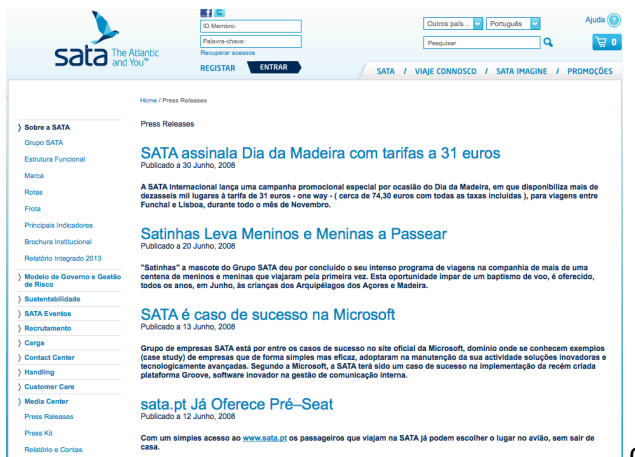 sata The Atlantic
and You™
ID Membro:
Palavra-chave:
Recuperar acessos
REGISTAR ENTRAR
Outros país... Português
Pesquisar
Ajuda ?
0
SATA / VIAJE CONNOSCO / SATA IMAGINE / PROMOÇÕES
Home / Press Releases
⟩ Sobre a SATA
Grupo SATA
Estrutura Funcional
Marca
Rotas
Frota
Principais Indicadores
Brochura Institucional
Relatório Integrado 2013
⟩ Modelo de Governo e Gestão
de Risco
⟩ Sustentabilidade
⟩ SATA Eventos
⟩ Recrutamento
⟩ Carga
⟩ Contact Center
⟩ Handling
⟩ Customer Care
⟩ Media Center
Press Releases
Press Kit
Relatório e Contas
Press Releases
SATA assinala Dia da Madeira com tarifas a 31 euros
Publicado a 30 Junho, 2008
A SATA Internacional lança uma campanha promocional especial por ocasião do Dia da Madeira, em que disponibiliza mais de
dezasseis mil lugares à tarifa de 31 euros - one way - ( cerca de 74,30 euros com todas as taxas incluidas ), para viagens entre
Funchal e Lisboa, durante todo o mês de Novembro.
Satinhas Leva Meninos e Meninas a Passear
Publicado a 20 Junho, 2008
"Satinhas" a mascote do Grupo SATA deu por concluído o seu intenso programa de viagens na companhia de mais de uma
centena de meninos e meninas que viajaram pela primeira vez. Esta oportunidade impar de um baptismo de voo, é oferecido,
todos os anos, em Junho, às crianças dos Arquipélagos dos Açores e Madeira.
SATA é caso de sucesso na Microsoft
Publicado a 13 Junho, 2008
Grupo de empresas SATA está por entre os casos de sucesso no site oficial da Microsoft, domínio onde se conhecem exemplos
(case study) de empresas que de forma simples mas eficaz, adoptaram na manutenção da sua actividade soluções inovadoras e
tecnologicamente avançadas. Segundo a Microsoft, a SATA terá sido um caso de sucesso na implementação da recém criada
plataforma Groove, software inovador na gestão de comunicação interna.
sata.pt Já Oferece Pré–Seat
Publicado a 12 Junho, 2008
Com um simples acesso ao www.sata.pt os passageiros que viajam na SATA já podem escolher o lugar no avião, sem sair de
casa.